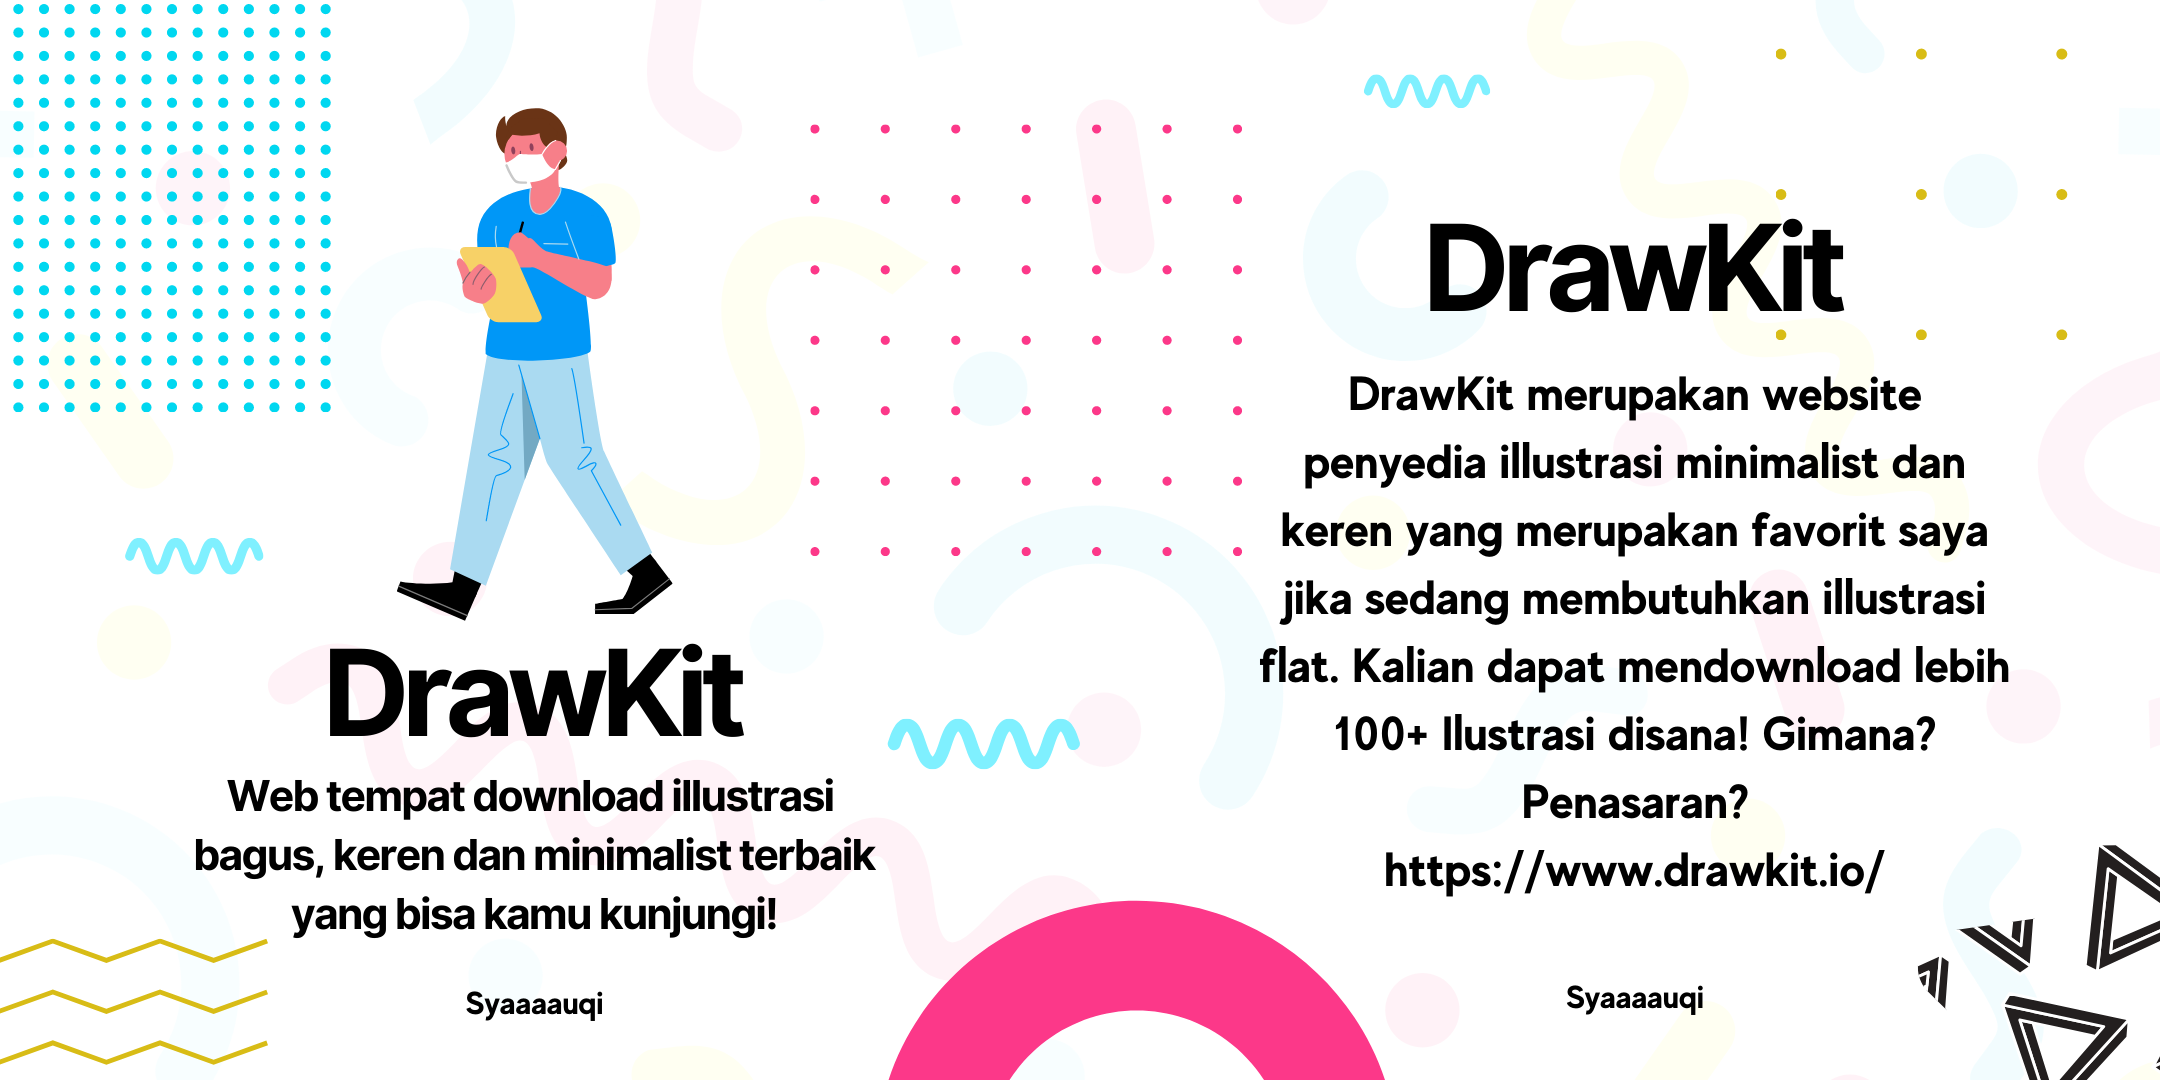 DrawKit
Web tempat download illustrasi
bagus, keren dan minimalist terbaik
yang bisa kamu kunjungi!
Syaaaauqi
DrawKit
DrawKit merupakan website
penyedia illustrasi minimalist dan
keren yang merupakan favorit saya
jika sedang membutuhkan illustrasi
flat. Kalian dapat mendownload lebih
100+ Ilustrasi disana! Gimana?
Penasaran?
https://www.drawkit.io/
Syaaaauqi